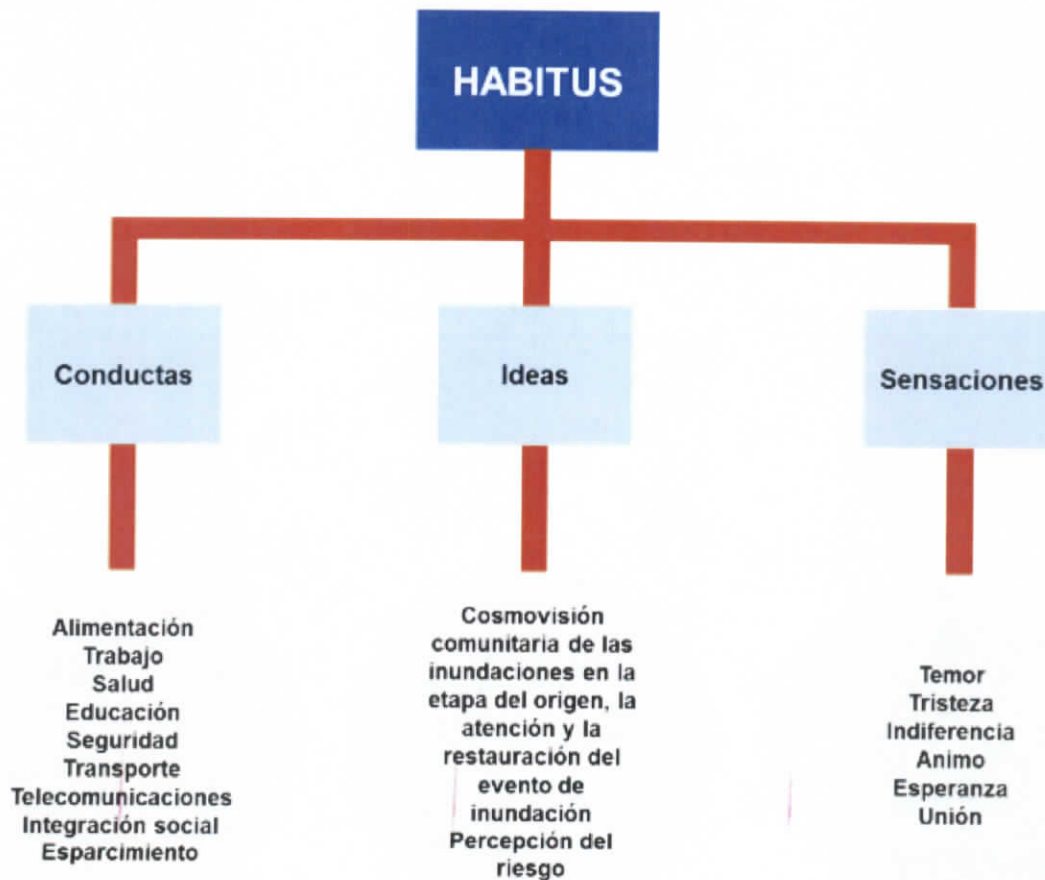 HABITUS
Conductas
Ideas
Sensaciones
Alimentación
Trabajo
Salud
Educación
Seguridad
Transporte
Telecomunicaciones
Integración social
Esparcimiento
Cosmovisión
comunitaria de las
inundaciones en la
etapa del origen, la
atención y la
restauración del
evento de
inundación
Percepción del
riesgo
Temor
Tristeza
Indiferencia
Animo
Esperanza
Unión